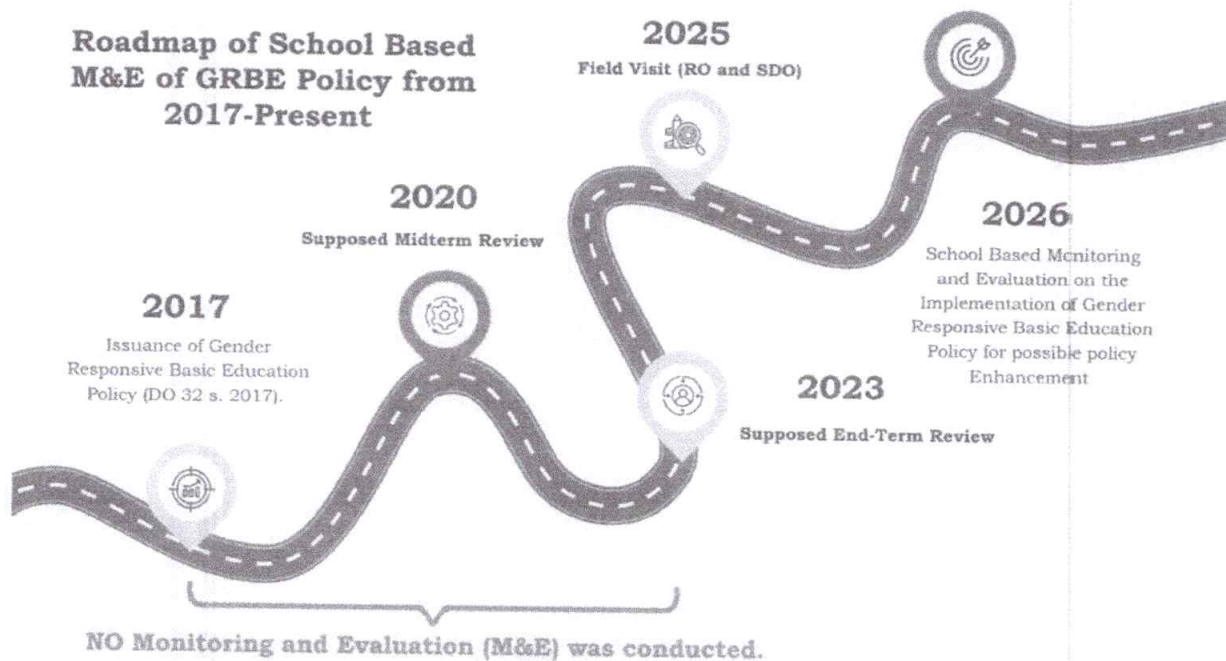 Roadmap of School Based
M&E of GRBE Policy from
2017-Present
2017
Issuance of Gender
Responsive Basic Education
Policy (DO 32 s. 2017).
2020
Supposed Midterm Review
2023
Supposed End-Term Review
2025
Field Visit (RO and SDO)
2026
School Based Monitoring
and Evaluation on the
Implementation of Gender
Responsive Basic Education
Policy for possible policy
Enhancement
NO Monitoring and Evaluation (M&E) was conducted.